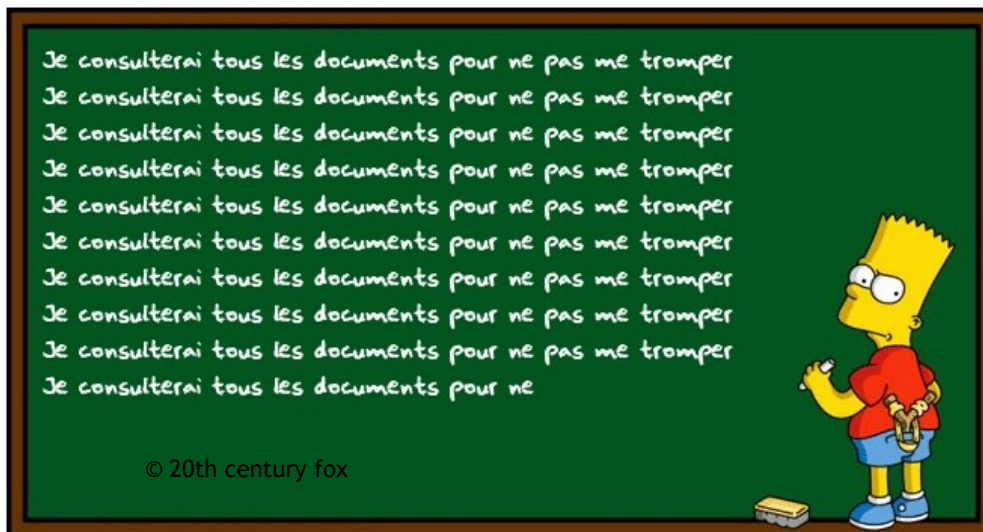 Je consulterai tous les documents pour ne pas me tromper
Je consulterai tous les documents pour ne pas me tromper
Je consulterai tous les documents pour ne pas me tromper
Je consulterai tous les documents pour ne pas me tromper
Je consulterai tous les documents pour ne pas me tromper
Je consulterai tous les documents pour ne pas me tromper
Je consulterai tous les documents pour ne pas me tromper
Je consulterai tous les documents pour ne pas me tromper
Je consulterai tous les documents pour ne pas me tromper
Je consulterai tous les documents pour ne
© 20th century fox